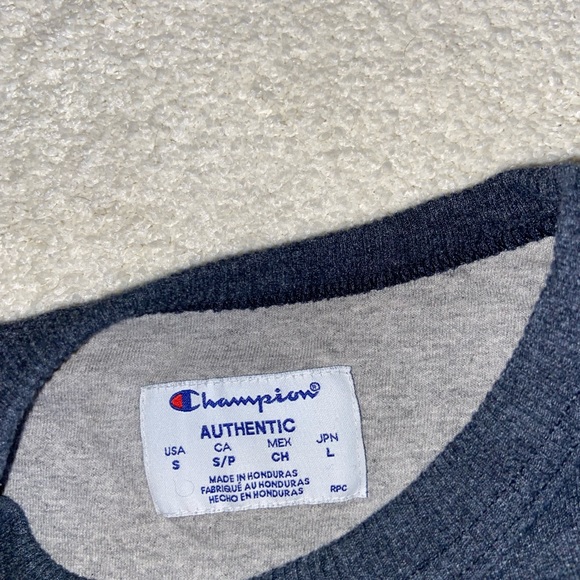 Champion®
AUTHENTIC
USA CA MEX JPN
S S/P CH L
MADE IN HONDURAS
FABRIQUÉ AU HONDURAS
HECHO EN HONDURAS RPC